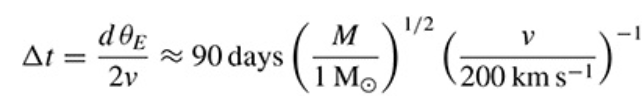 Δt = dθ_E / 2v ≈ 90 days (M / 1 M_⊙)^{1/2} (v / 200 km s^{−1})^{−1}